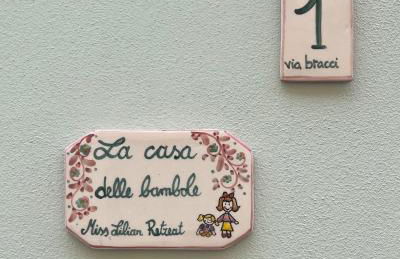 1
via bracci
La casa
delle bambole
Miss Lilian Retreat